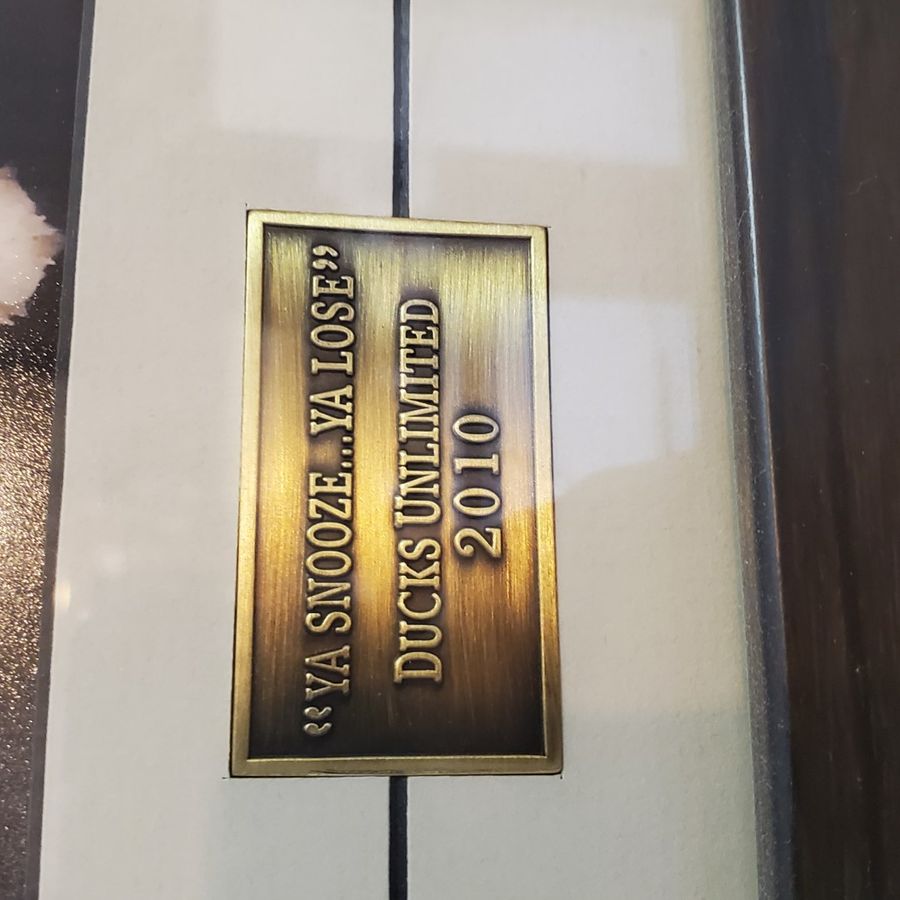 “YA SNOOZE...YA LOSE”
DUCKS UNLIMITED
2010